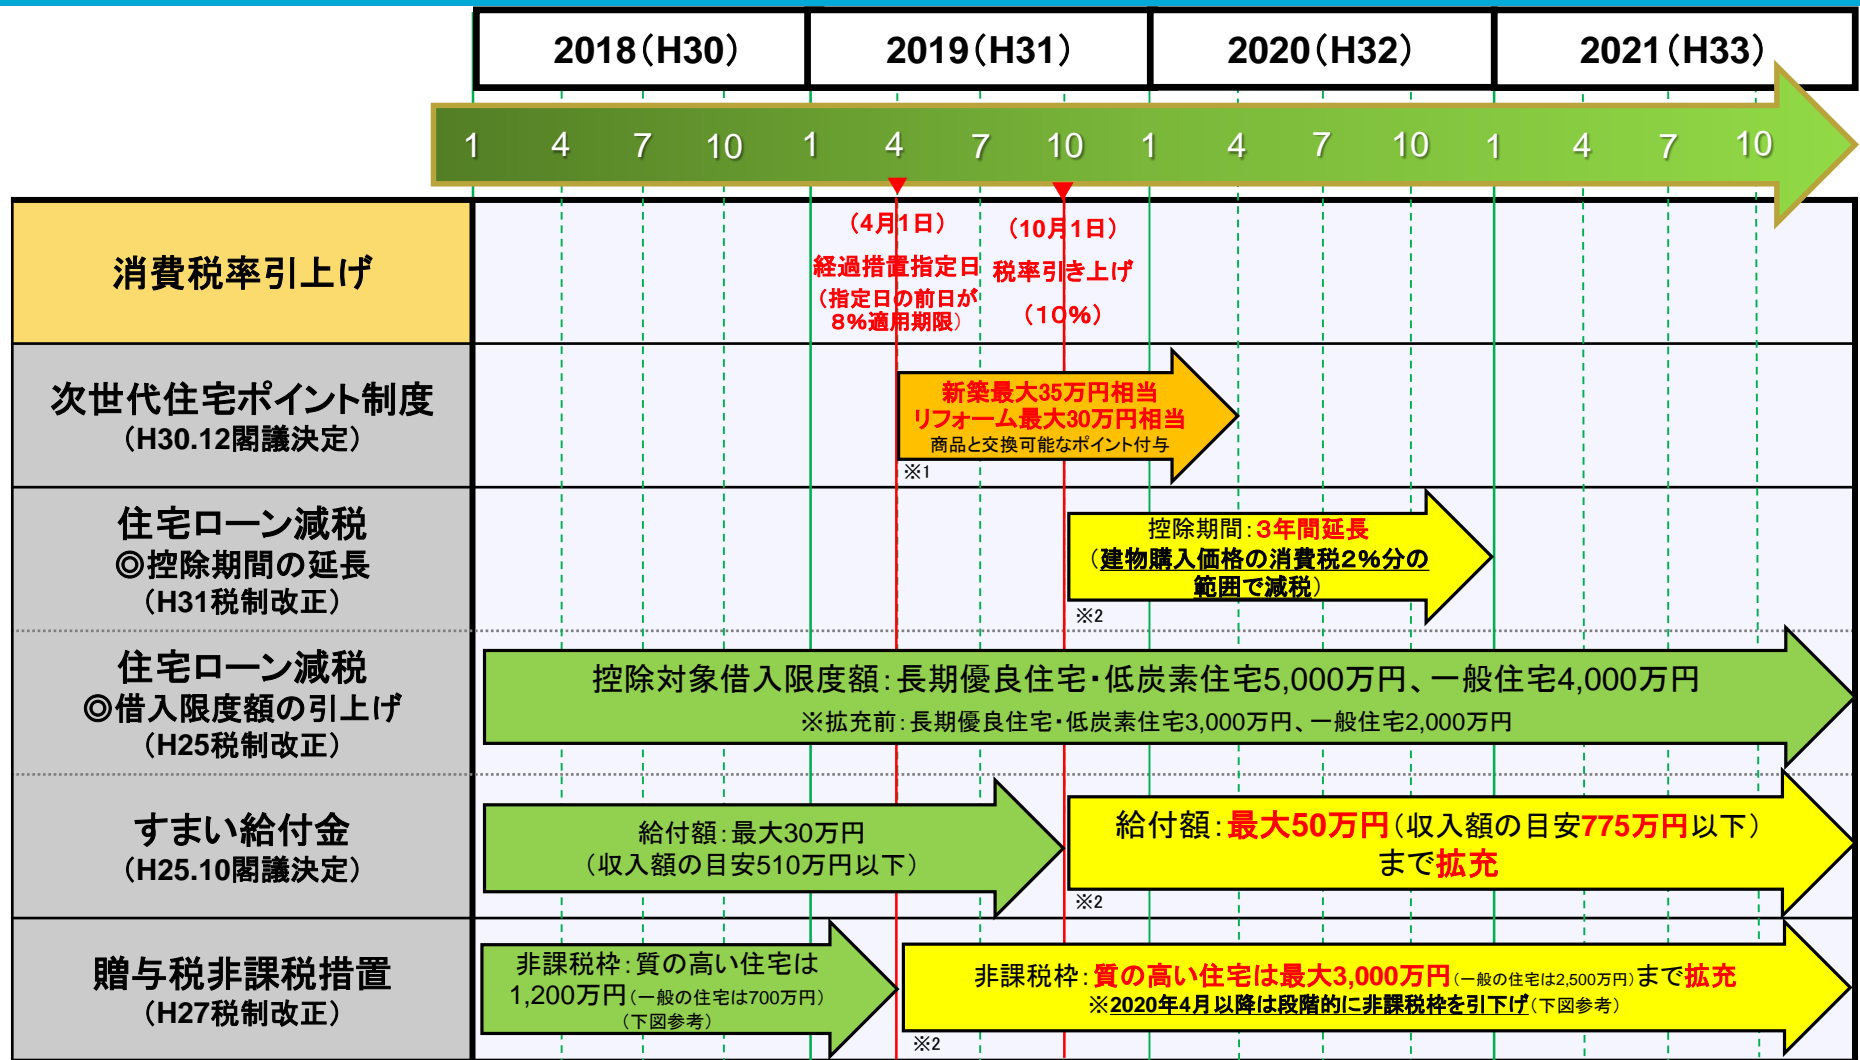 2018（H30）
2019（H31）
2020（H32）
2021（H33）
1 4 7 10 1 4 7 10 1 4 7 10 1 4 7 10
消費税率引上げ
（4月1日）
経過措置指定日
（指定日の前日が
8%適用期限）
（10月1日）
税率引き上げ
（10%）
次世代住宅ポイント制度
（H30.12閣議決定）
新築最大35万円相当
リフォーム最大30万円相当
商品と交換可能なポイント付与
※1
住宅ローン減税
◎控除期間の延長
（H31税制改正）
控除期間：3年間延長
（建物購入価格の消費税2%分の
範囲で減税）
※2
住宅ローン減税
◎借入限度額の引上げ
（H25税制改正）
控除対象借入限度額：長期優良住宅・低炭素住宅5,000万円、一般住宅4,000万円
※拡充前：長期優良住宅・低炭素住宅3,000万円、一般住宅2,000万円
すまい給付金
（H25.10閣議決定）
給付額：最大30万円
（収入額の目安510万円以下）
給付額：最大50万円（収入額の目安775万円以下）
まで拡充
※2
贈与税非課税措置
（H27税制改正）
非課税枠：質の高い住宅は
1,200万円（一般の住宅は700万円）
（下図参考）
非課税枠：質の高い住宅は最大3,000万円（一般の住宅は2,500万円）まで拡充
※2020年4月以降は段階的に非課税枠を引下げ（下図参考）
※2